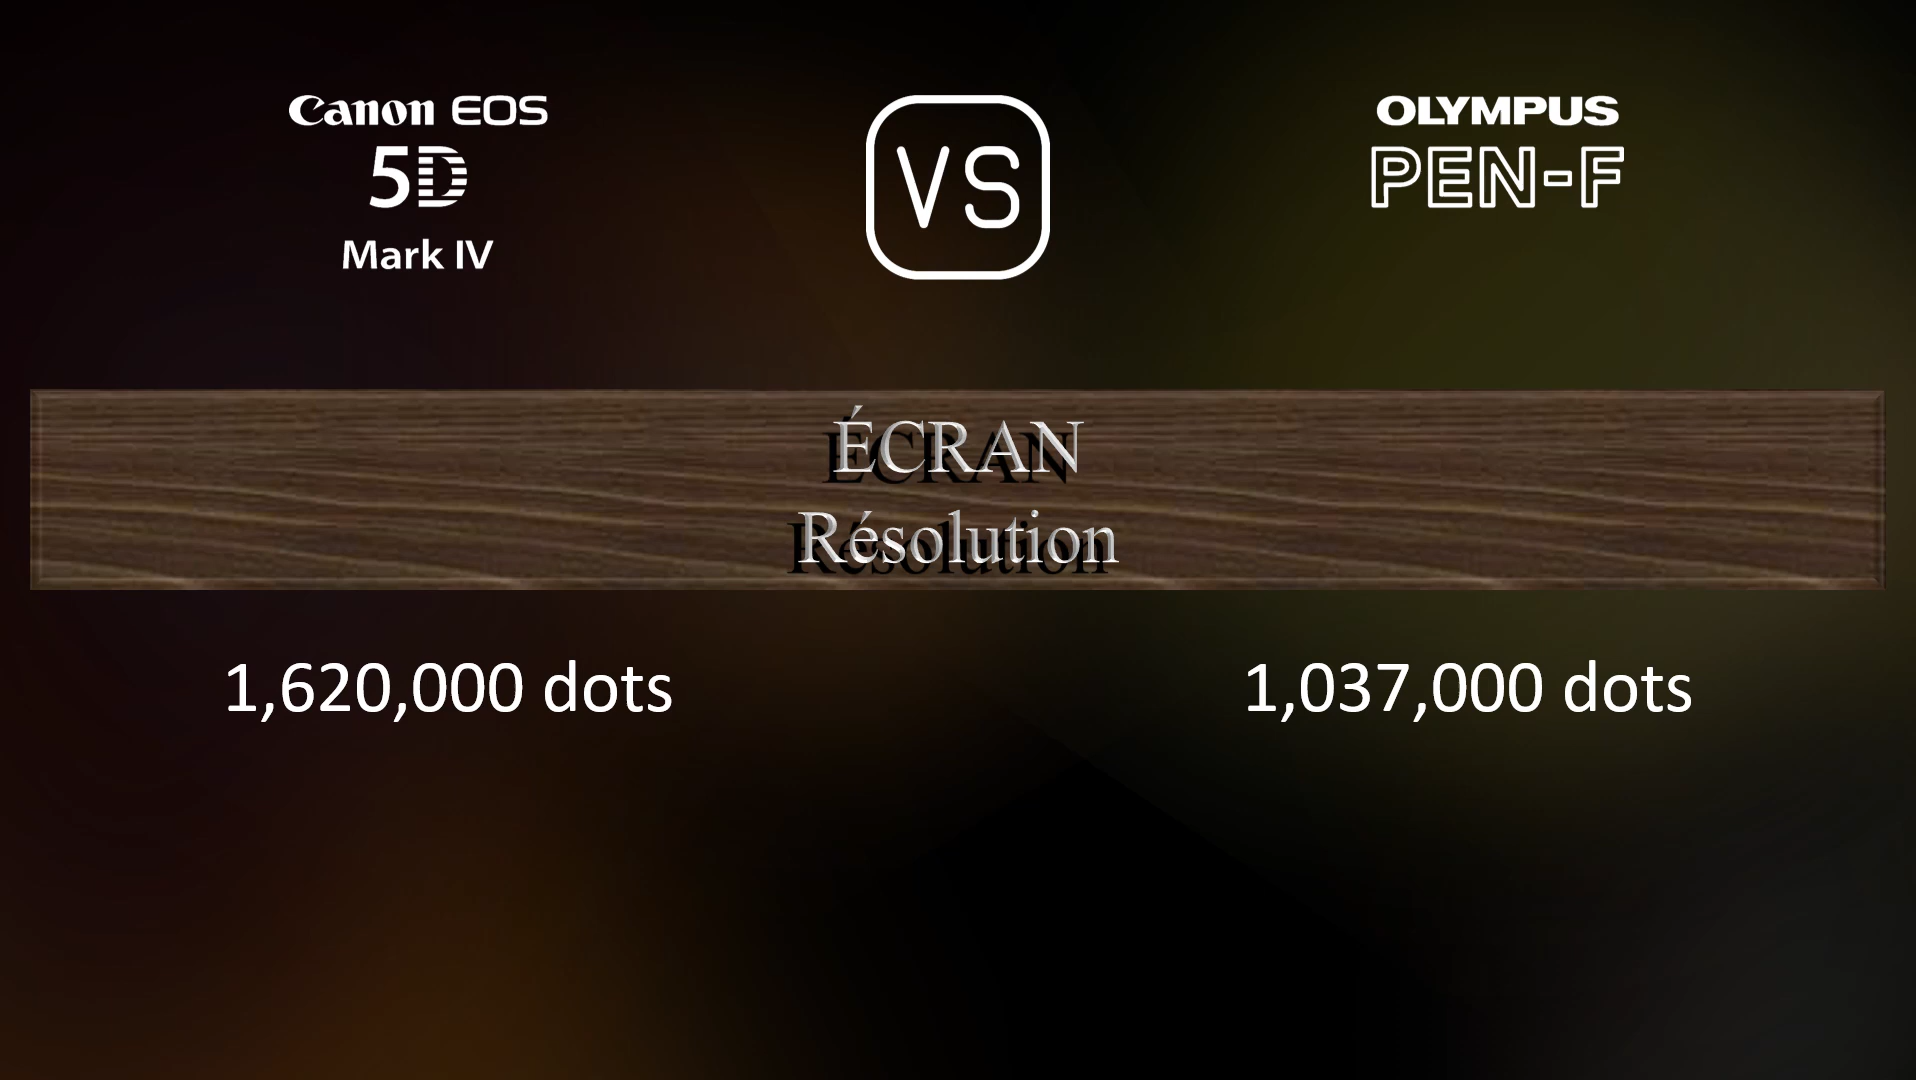 Canon EOS
5D
Mark IV
VS
OLYMPUS
PEN-F
ÉCRAN
Résolution
1,620,000 dots
1,037,000 dots